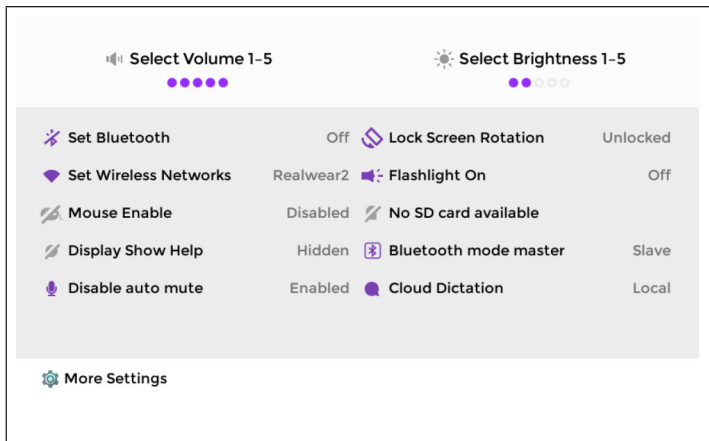 Select Volume 1-5
Select Brightness 1-5
Set Bluetooth Off
Lock Screen Rotation Unlocked
Set Wireless Networks Realwear2
Flashlight On Off
Mouse Enable Disabled
No SD card available
Display Show Help Hidden
Bluetooth mode master Slave
Disable auto mute Enabled
Cloud Dictation Local
More Settings